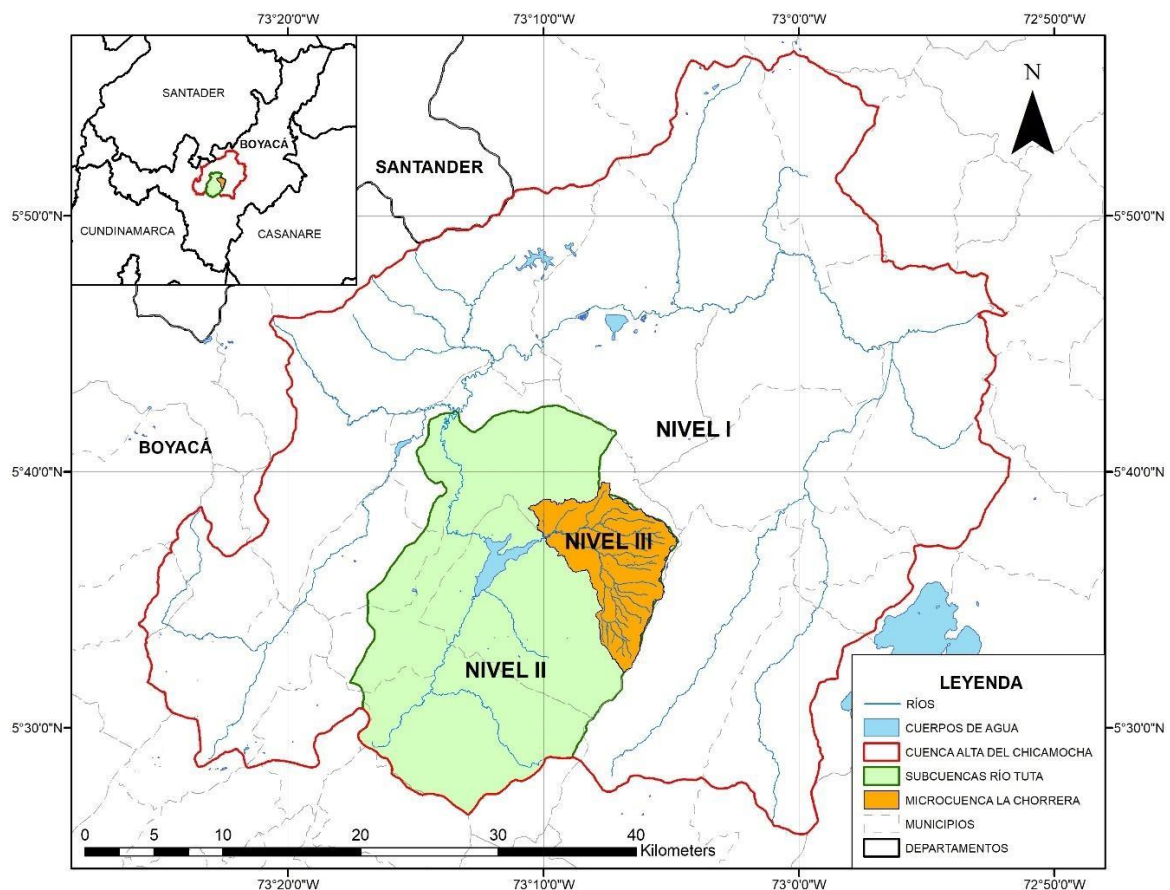 73°20'0"W 73°10'0"W 73°0'0"W 72°50'0"W
SANTADER
BOYACÁ
CUNDINAMARCA
CASANARE
N
SANTANDER
5°50'0"N 5°50'0"N
NIVEL I
BOYACÁ
5°40'0"N 5°40'0"N
NIVEL III
NIVEL II
5°30'0"N 5°30'0"N
LEYENDA
RÍOS
CUERPOS DE AGUA
CUENCA ALTA DEL CHICAMOCHA
SUBCUENCAS RÍO TUTA
MICROCUENCA LA CHORRERA
MUNICIPIOS
DEPARTAMENTOS
0 5 10 20 30 40
Kilometers
73°20'0"W 73°10'0"W 73°0'0"W 72°50'0"W